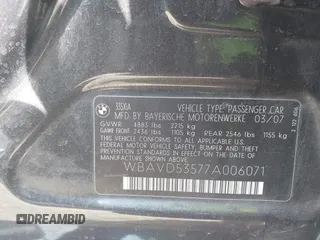 VEHICLE TYPE: PASSENGER CAR
MFD BY BAYERISCHE MOTORENWERKE 03/07
GVWR 4883 lbs 2215 kg
GAWR FRONT 2436 lbs 1105 kg REAR 2546 lbs 1155 KG
THIS VEHICLE CONFORMS TO ALL APPLICABLE
U.S. FEDERAL MOTOR VEHICLE SAFETY, BUMPER,
AND THEFT PREVENTION STANDARDS IN EFFECT ON
THE DATE OF MANUFACTURE SHOWN ABOVE.
WBAVD53577A006071
DREAMBID